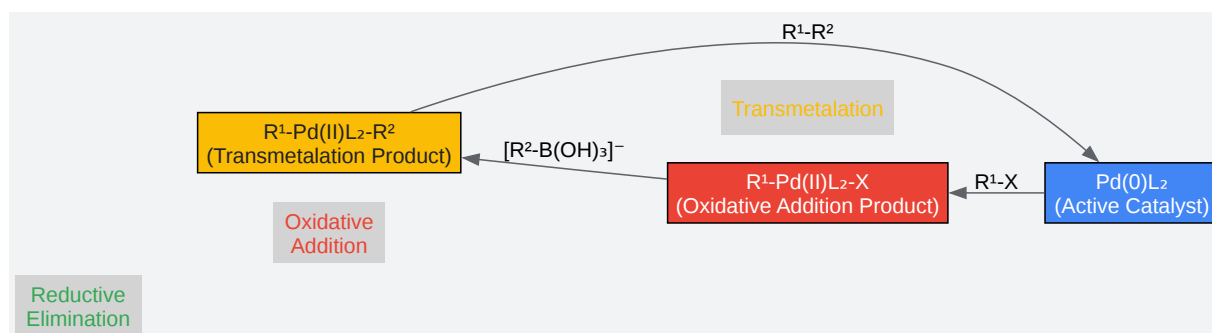 R¹-R²
Transmetalation
R¹-Pd(II)L₂-R²
(Transmetalation Product)
[R²-B(OH)₃]⁻
R¹-Pd(II)L₂-X
(Oxidative Addition Product)
R¹-X
Pd(0)L₂
(Active Catalyst)
Oxidative
Addition
Reductive
Elimination